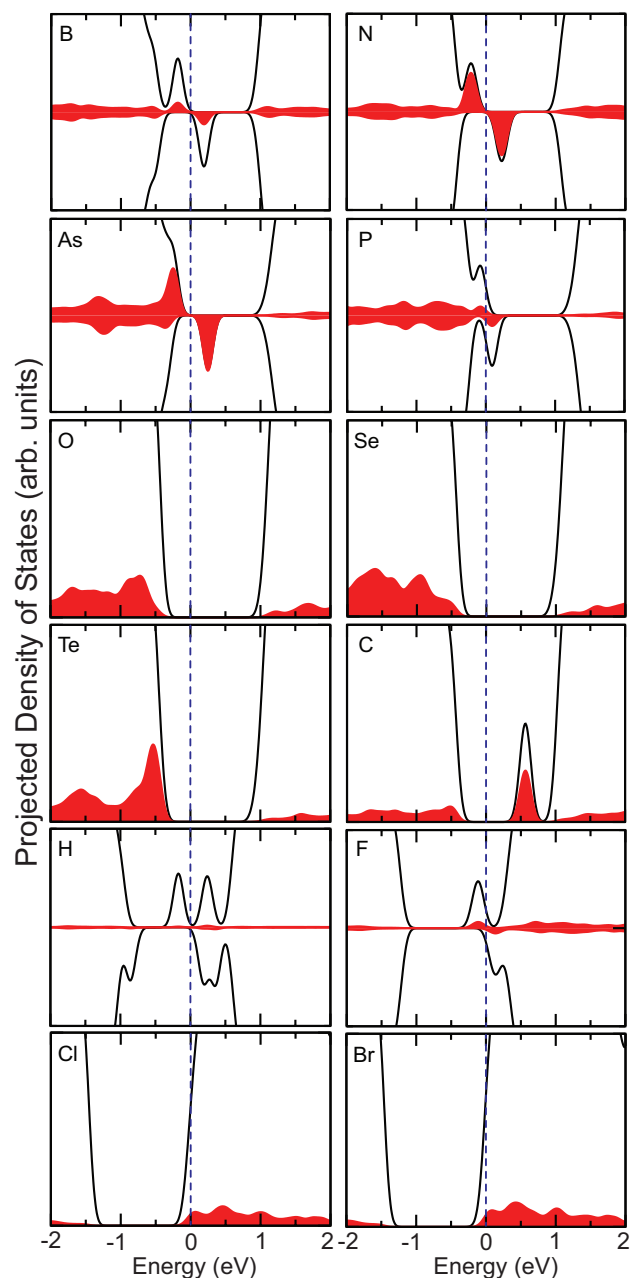 B
N
As
P
O
Se
Te
C
H
F
Cl
Br
Projected Density of States (arb. units)
-2 -1 0 1 2
-2 -1 0 1 2
Energy (eV)
Energy (eV)